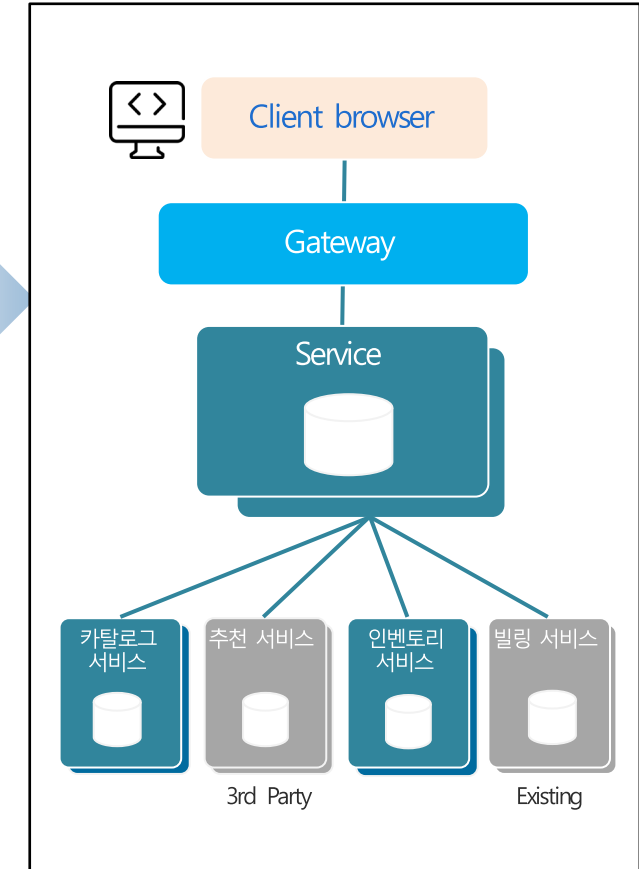 Client browser
Gateway
Service
카탈로그
서비스
추천 서비스
인벤토리
서비스
빌링 서비스
3rd Party
Existing